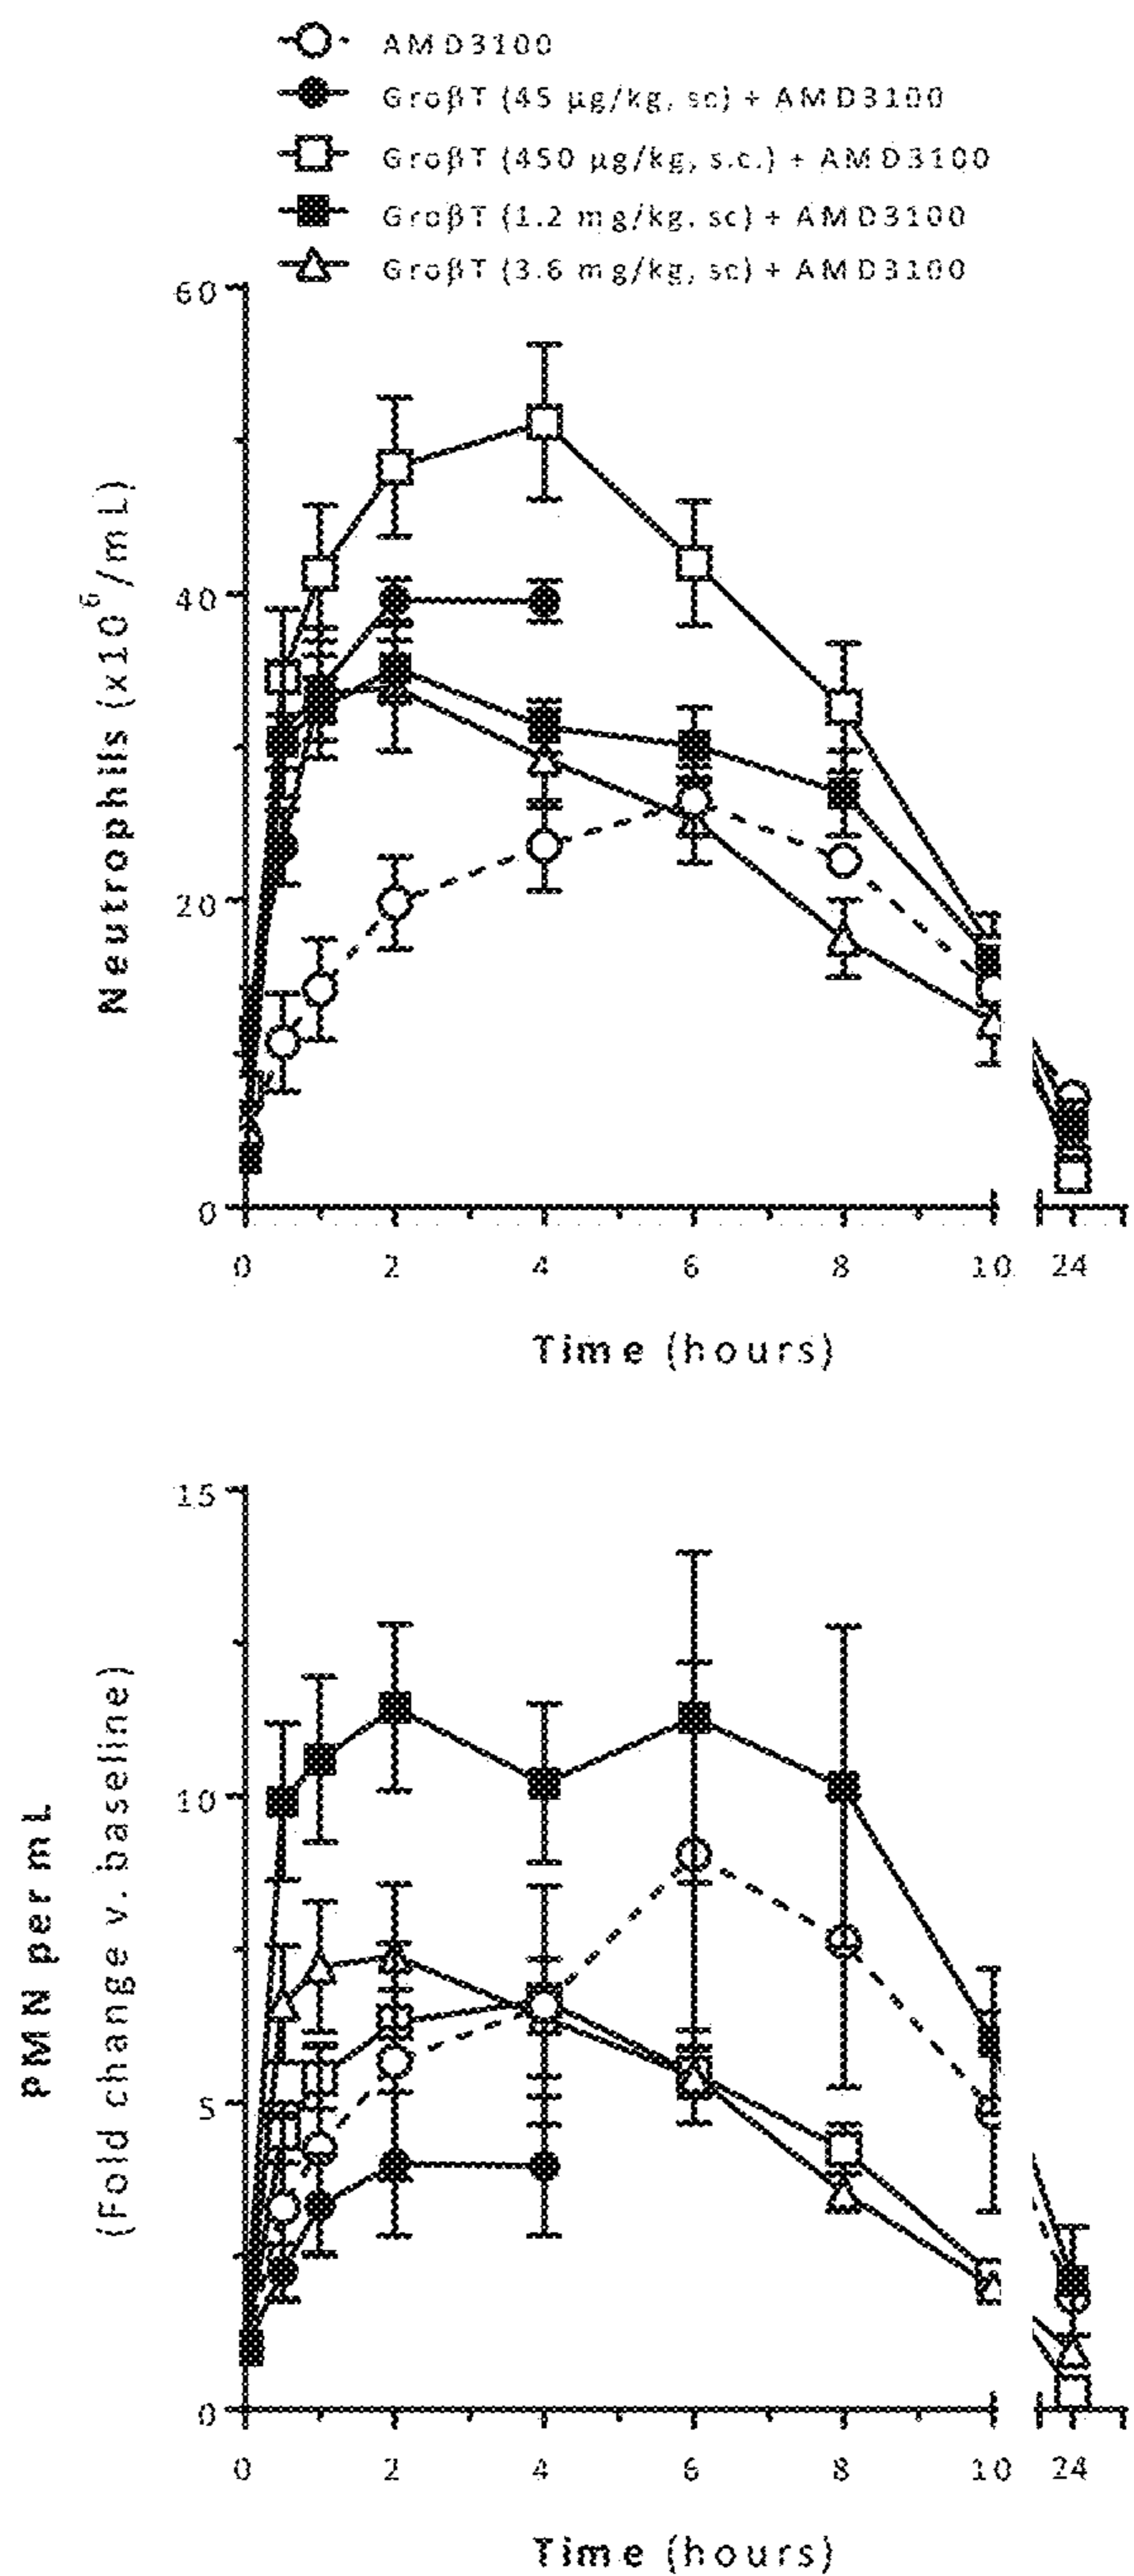 AMD3100
GroβT (45 µg/kg, sc) + AMD3100
GroβT (450 µg/kg, s.c.) + AMD3100
GroβT (1.2 mg/kg, sc) + AMD3100
GroβT (3.6 mg/kg, sc) + AMD3100
60
40
20
0
Neutrophils (x10⁶/mL)
0 2 4 6 8 10 24
Time (hours)
15
10
5
0
PMN per mL
(Fold change v. baseline)
0 2 4 6 8 10 24
Time (hours)